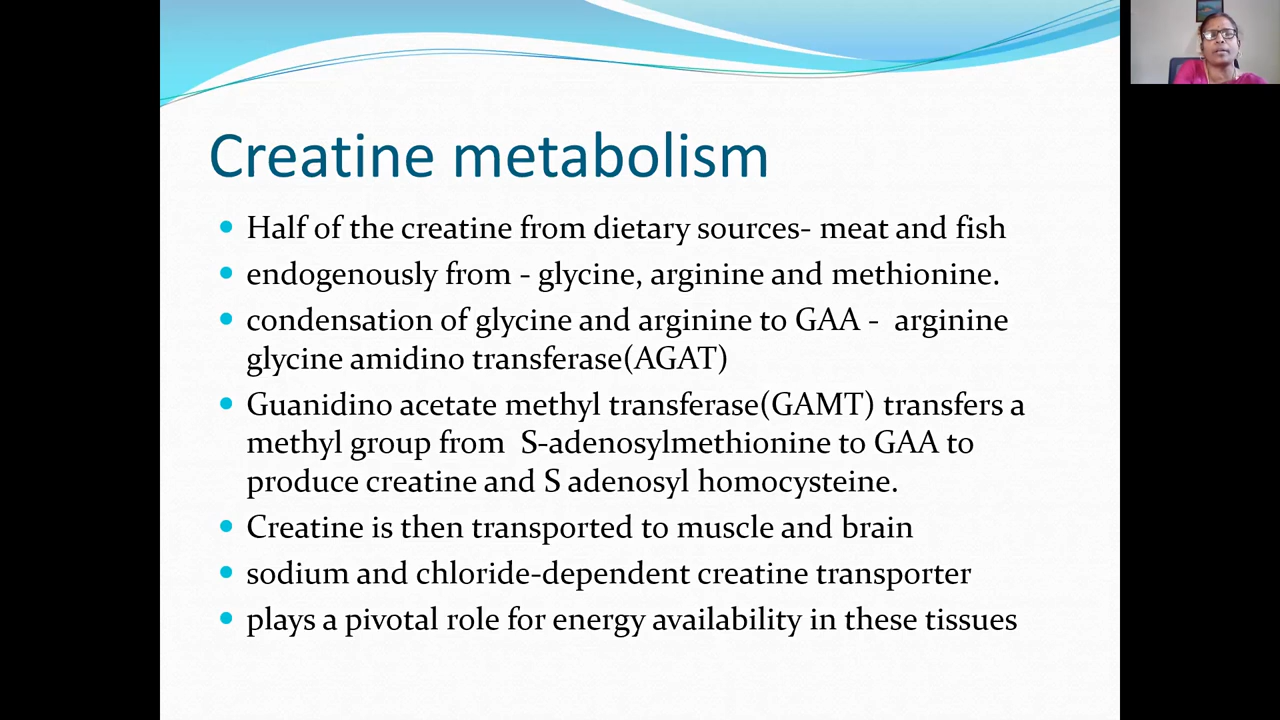 Creatine metabolism
• Half of the creatine from dietary sources- meat and fish
• endogenously from - glycine, arginine and methionine.
• condensation of glycine and arginine to GAA - arginine
glycine amidino transferase(AGAT)
• Guanidino acetate methyl transferase(GAMT) transfers a
methyl group from S-adenosylmethionine to GAA to
produce creatine and S adenosyl homocysteine.
• Creatine is then transported to muscle and brain
• sodium and chloride-dependent creatine transporter
• plays a pivotal role for energy availability in these tissues